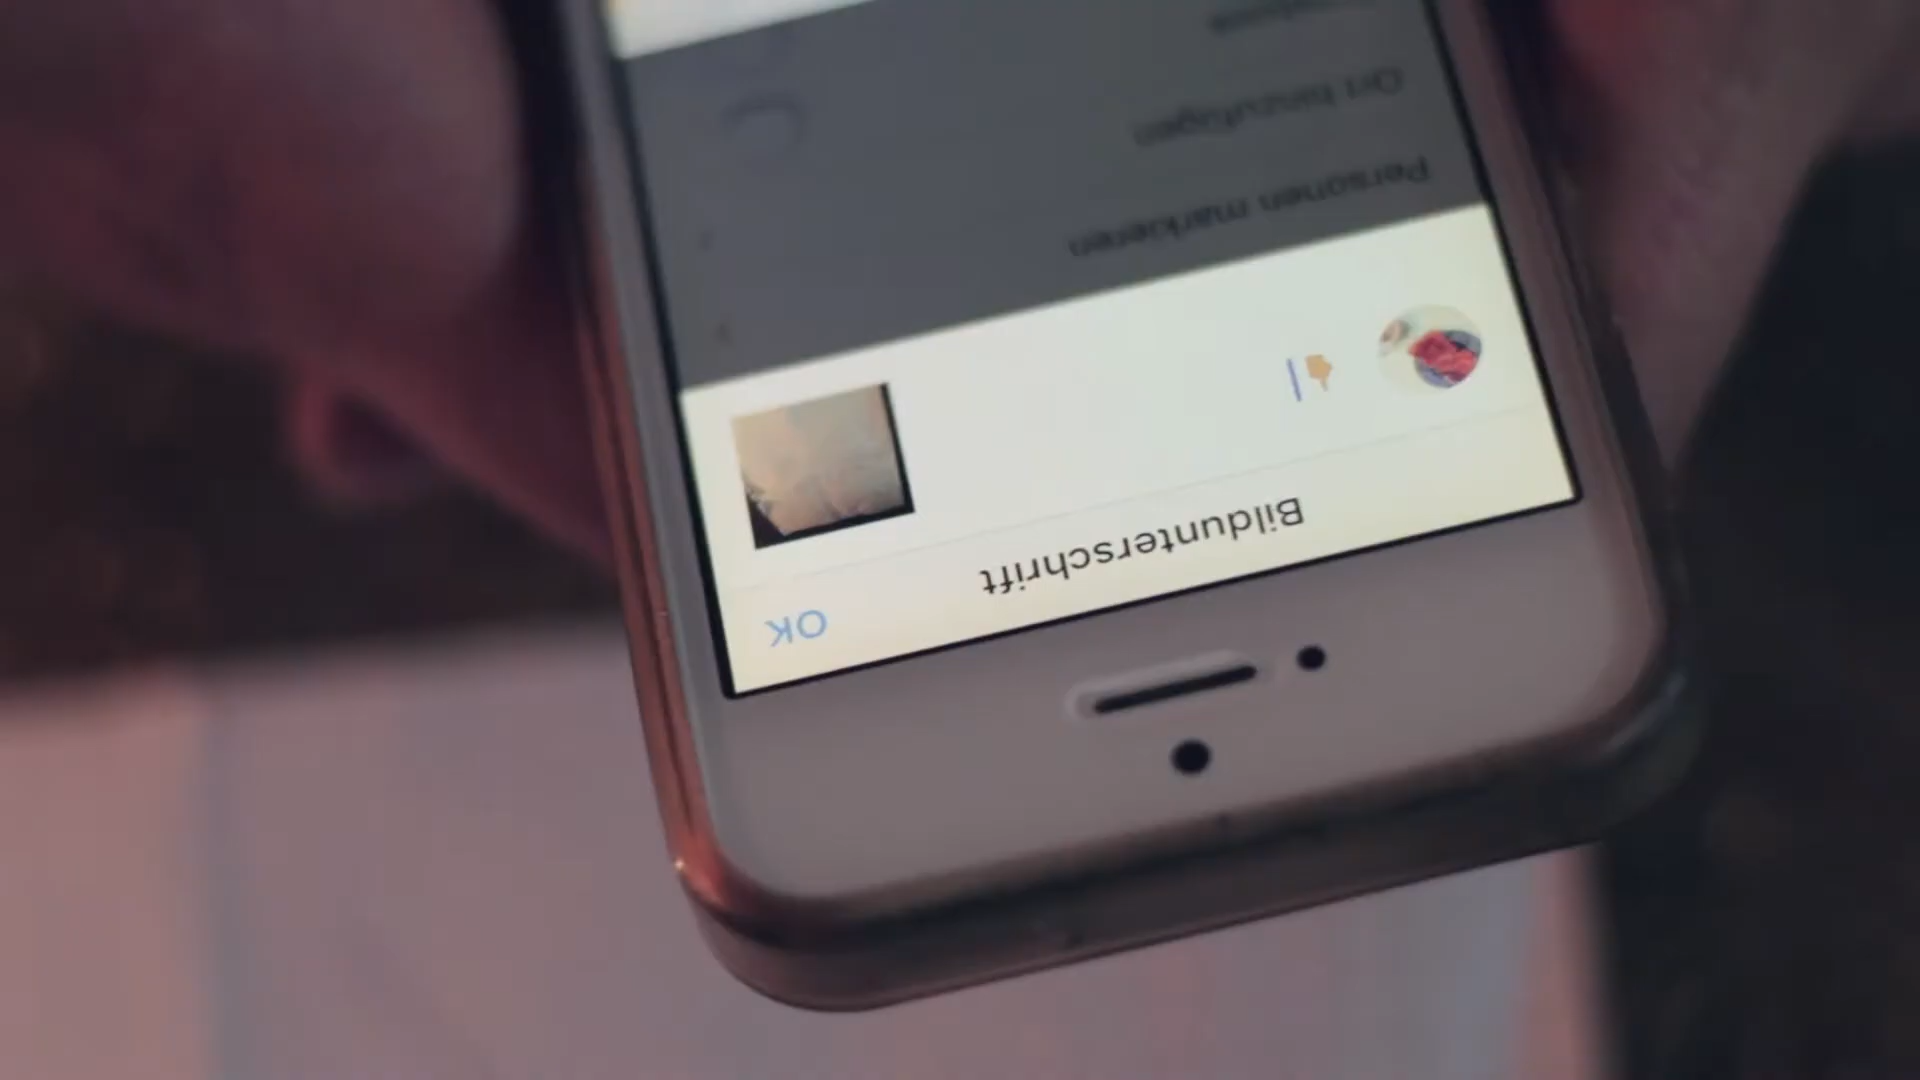 OK
Bildunterschrift
👆
Personen markieren
Ort hinzufügen